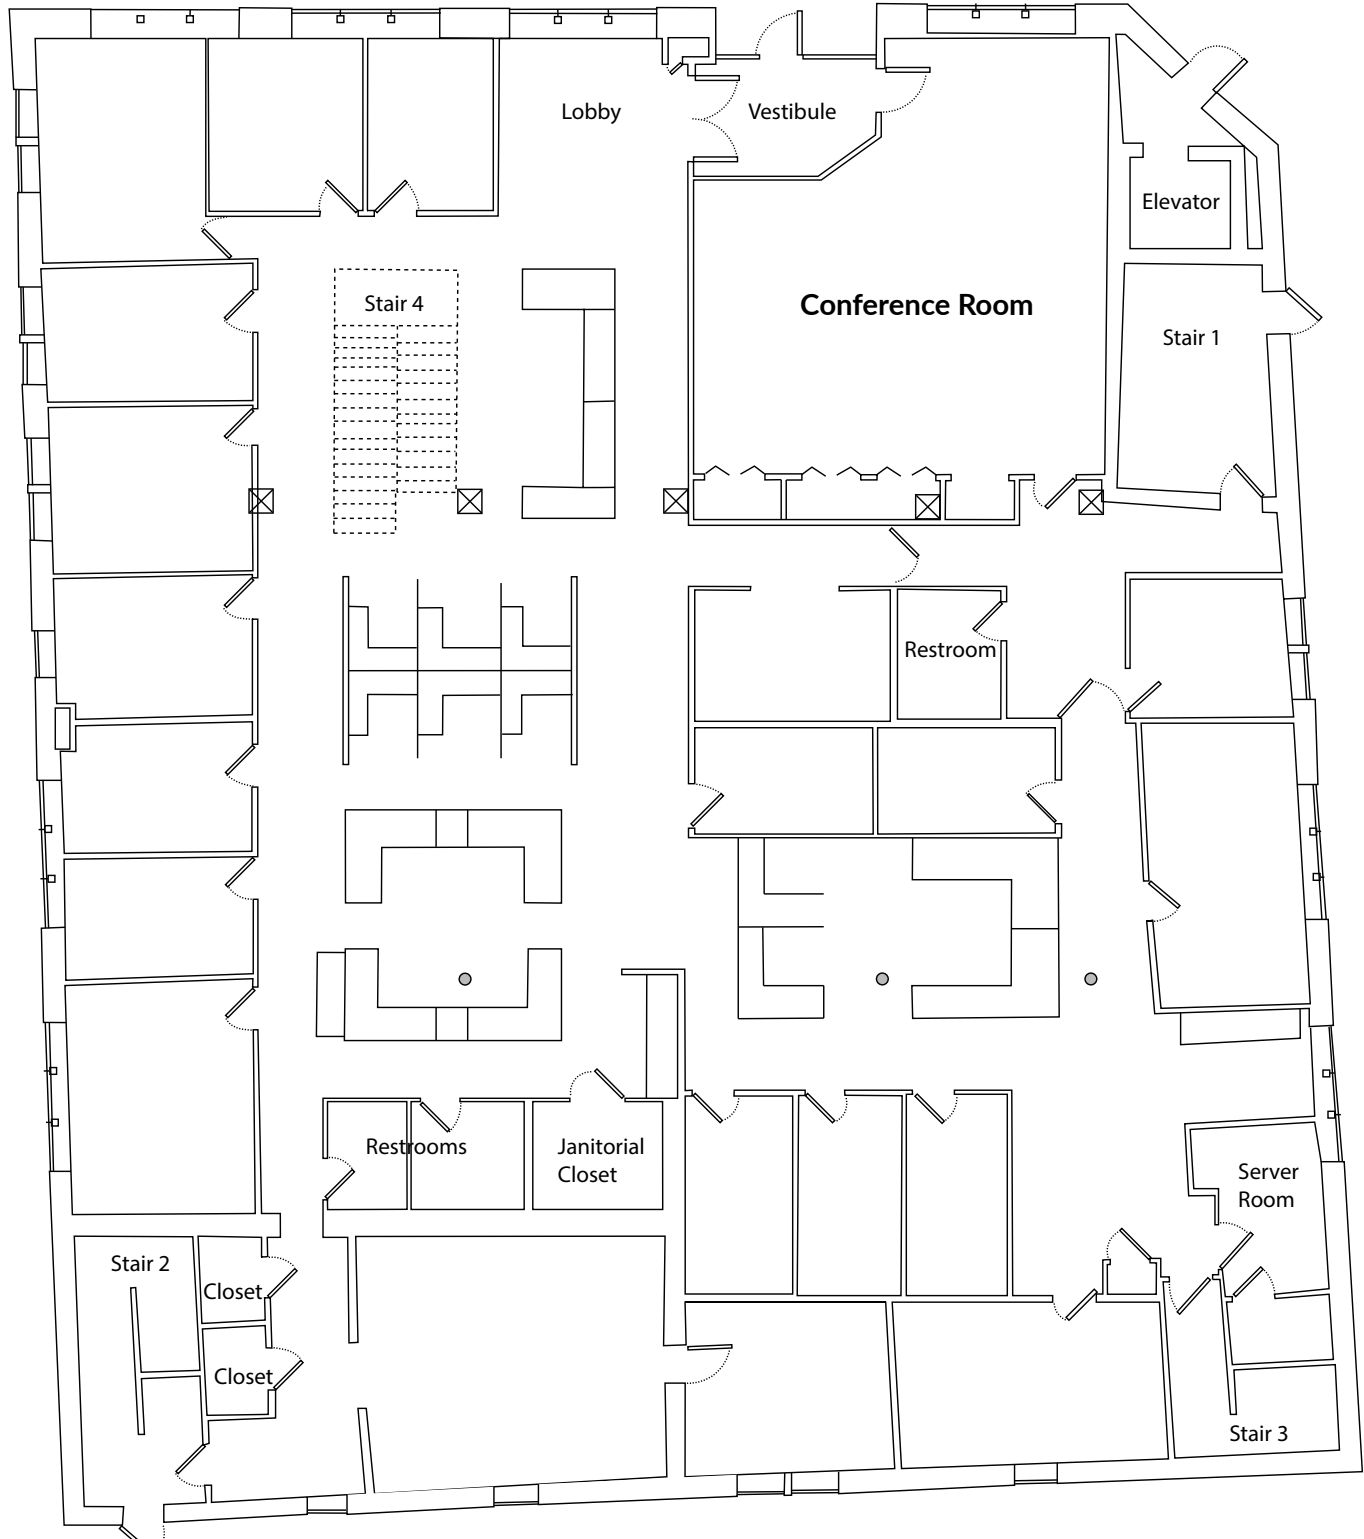 Lobby
Vestibule
Elevator
Stair 4
Conference Room
Stair 1
Restroom
Restrooms
Janitorial
Closet
Server
Room
Stair 2
Closet
Closet
Stair 3